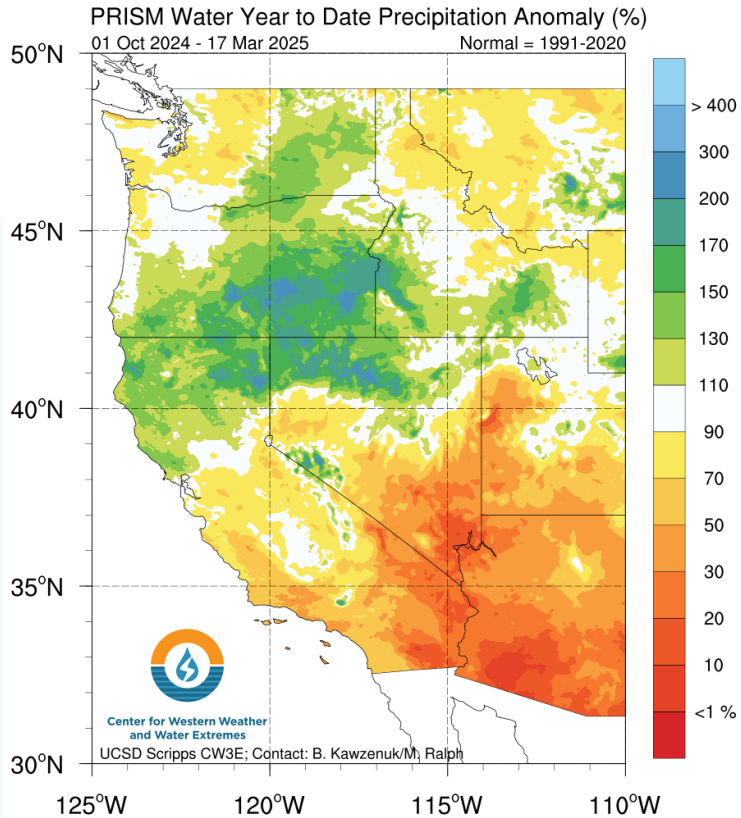 PRISM Water Year to Date Precipitation Anomaly (%)
01 Oct 2024 - 17 Mar 2025 Normal = 1991-2020
50°N
45°N
40°N
35°N
30°N
125°W 120°W 115°W 110°W
> 400
300
200
170
150
130
110
90
70
50
30
20
10
<1 %
Center for Western Weather
and Water Extremes
UCSD Scripps CW3E; Contact: B. Kawzenuk/M. Ralph